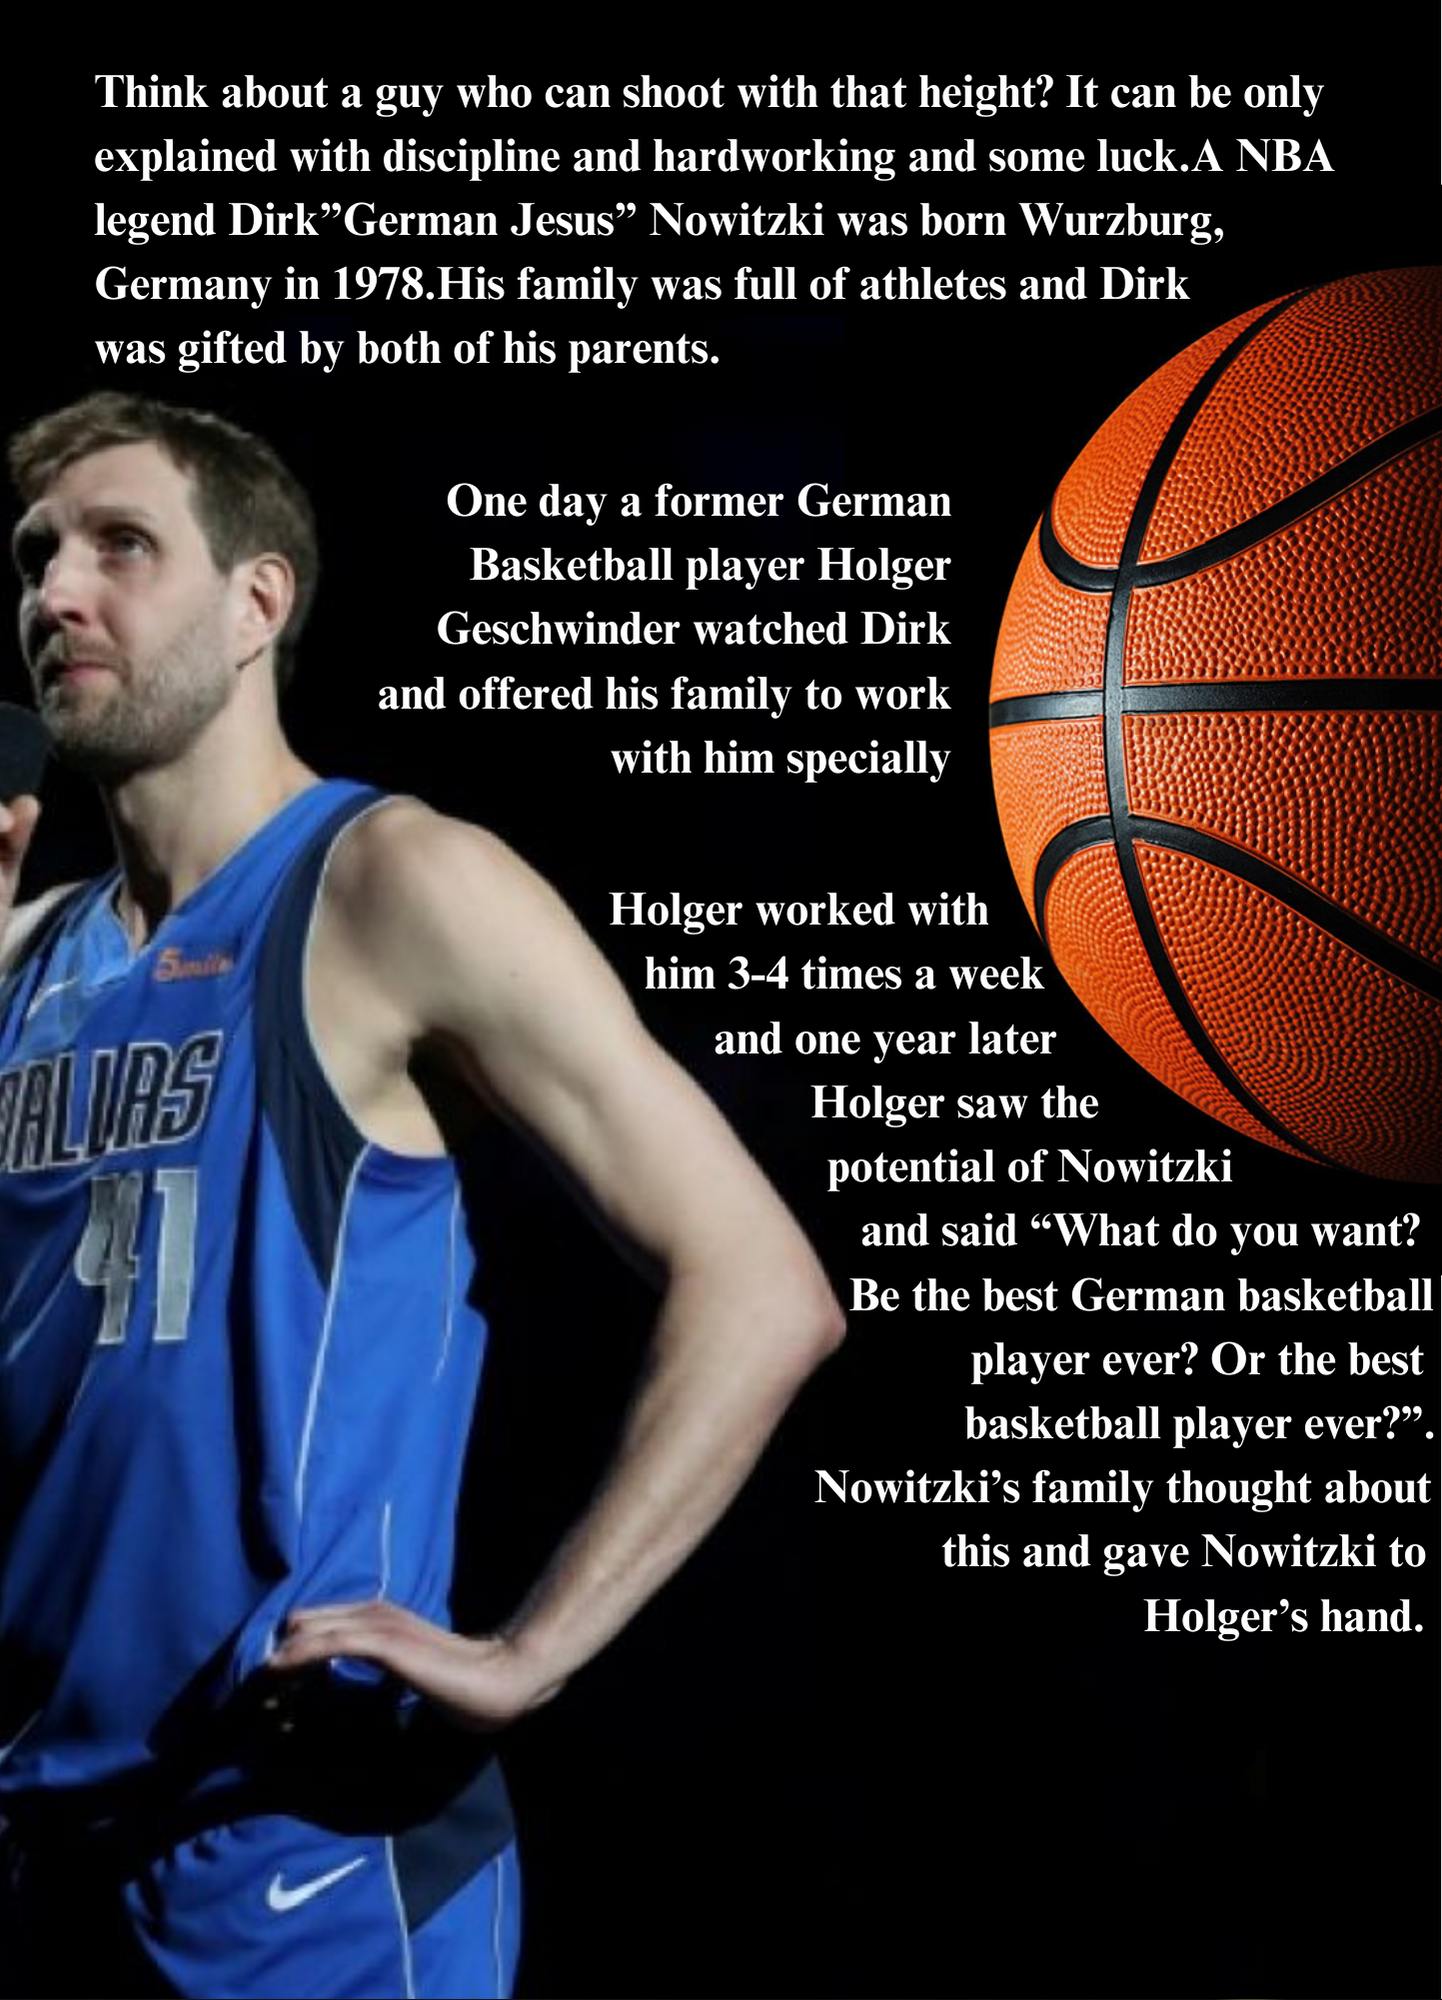 Think about a guy who can shoot with that height? It can be only
explained with discipline and hardworking and some luck.A NBA
legend Dirk”German Jesus” Nowitzki was born Wurzburg,
Germany in 1978.His family was full of athletes and Dirk
was gifted by both of his parents.
One day a former German
Basketball player Holger
Geschwinder watched Dirk
and offered his family to work
with him specially
Holger worked with
him 3-4 times a week
and one year later
Holger saw the
potential of Nowitzki
and said “What do you want?
Be the best German basketball
player ever? Or the best
basketball player ever?”.
Nowitzki’s family thought about
this and gave Nowitzki to
Holger’s hand.
5miles
DALLAS
41